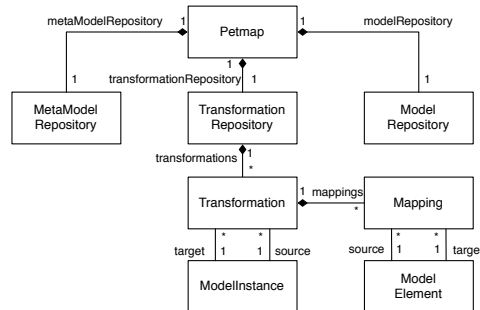 metaModelRepository 1 Petmap 1 modelRepository
1 1 1
transformationRepository 1
MetaModel Repository
Transformation Repository
Model Repository
transformations 1
*
Transformation 1 mappings * Mapping
* * * *
target 1 1 source source 1 1 targe
ModelInstance
Model Element